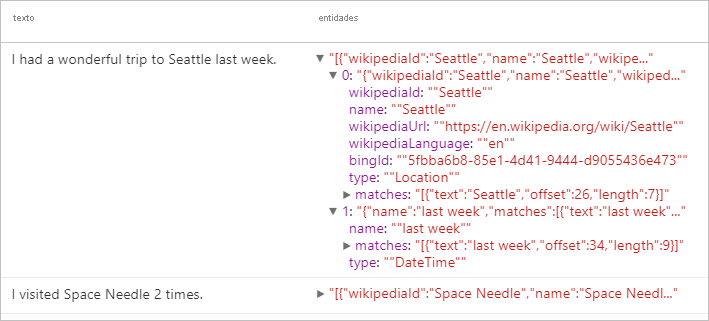 texto entidades
I had a wonderful trip to Seattle last week. ▼ "[{"wikipediaId":"Seattle","name":"Seattle","wikipe..."
▼ 0: "{"wikipediaId":"Seattle","name":"Seattle","wikiped..."
wikipediaId: ""Seattle""
name: ""Seattle""
wikipediaUrl: ""https://en.wikipedia.org/wiki/Seattle""
wikipediaLanguage: ""en""
bingId: ""5fbba6b8-85e1-4d41-9444-d9055436e473""
type: ""Location""
▶ matches: "[{"text":"Seattle","offset":26,"length":7}]"
▼ 1: "{"name":"last week","matches":[{"text":"last week"..."
name: ""last week""
▶ matches: "[{"text":"last week","offset":34,"length":9}]"
type: ""DateTime""
I visited Space Needle 2 times. ▶ "[{"wikipediaId":"Space Needle","name":"Space Needl..."